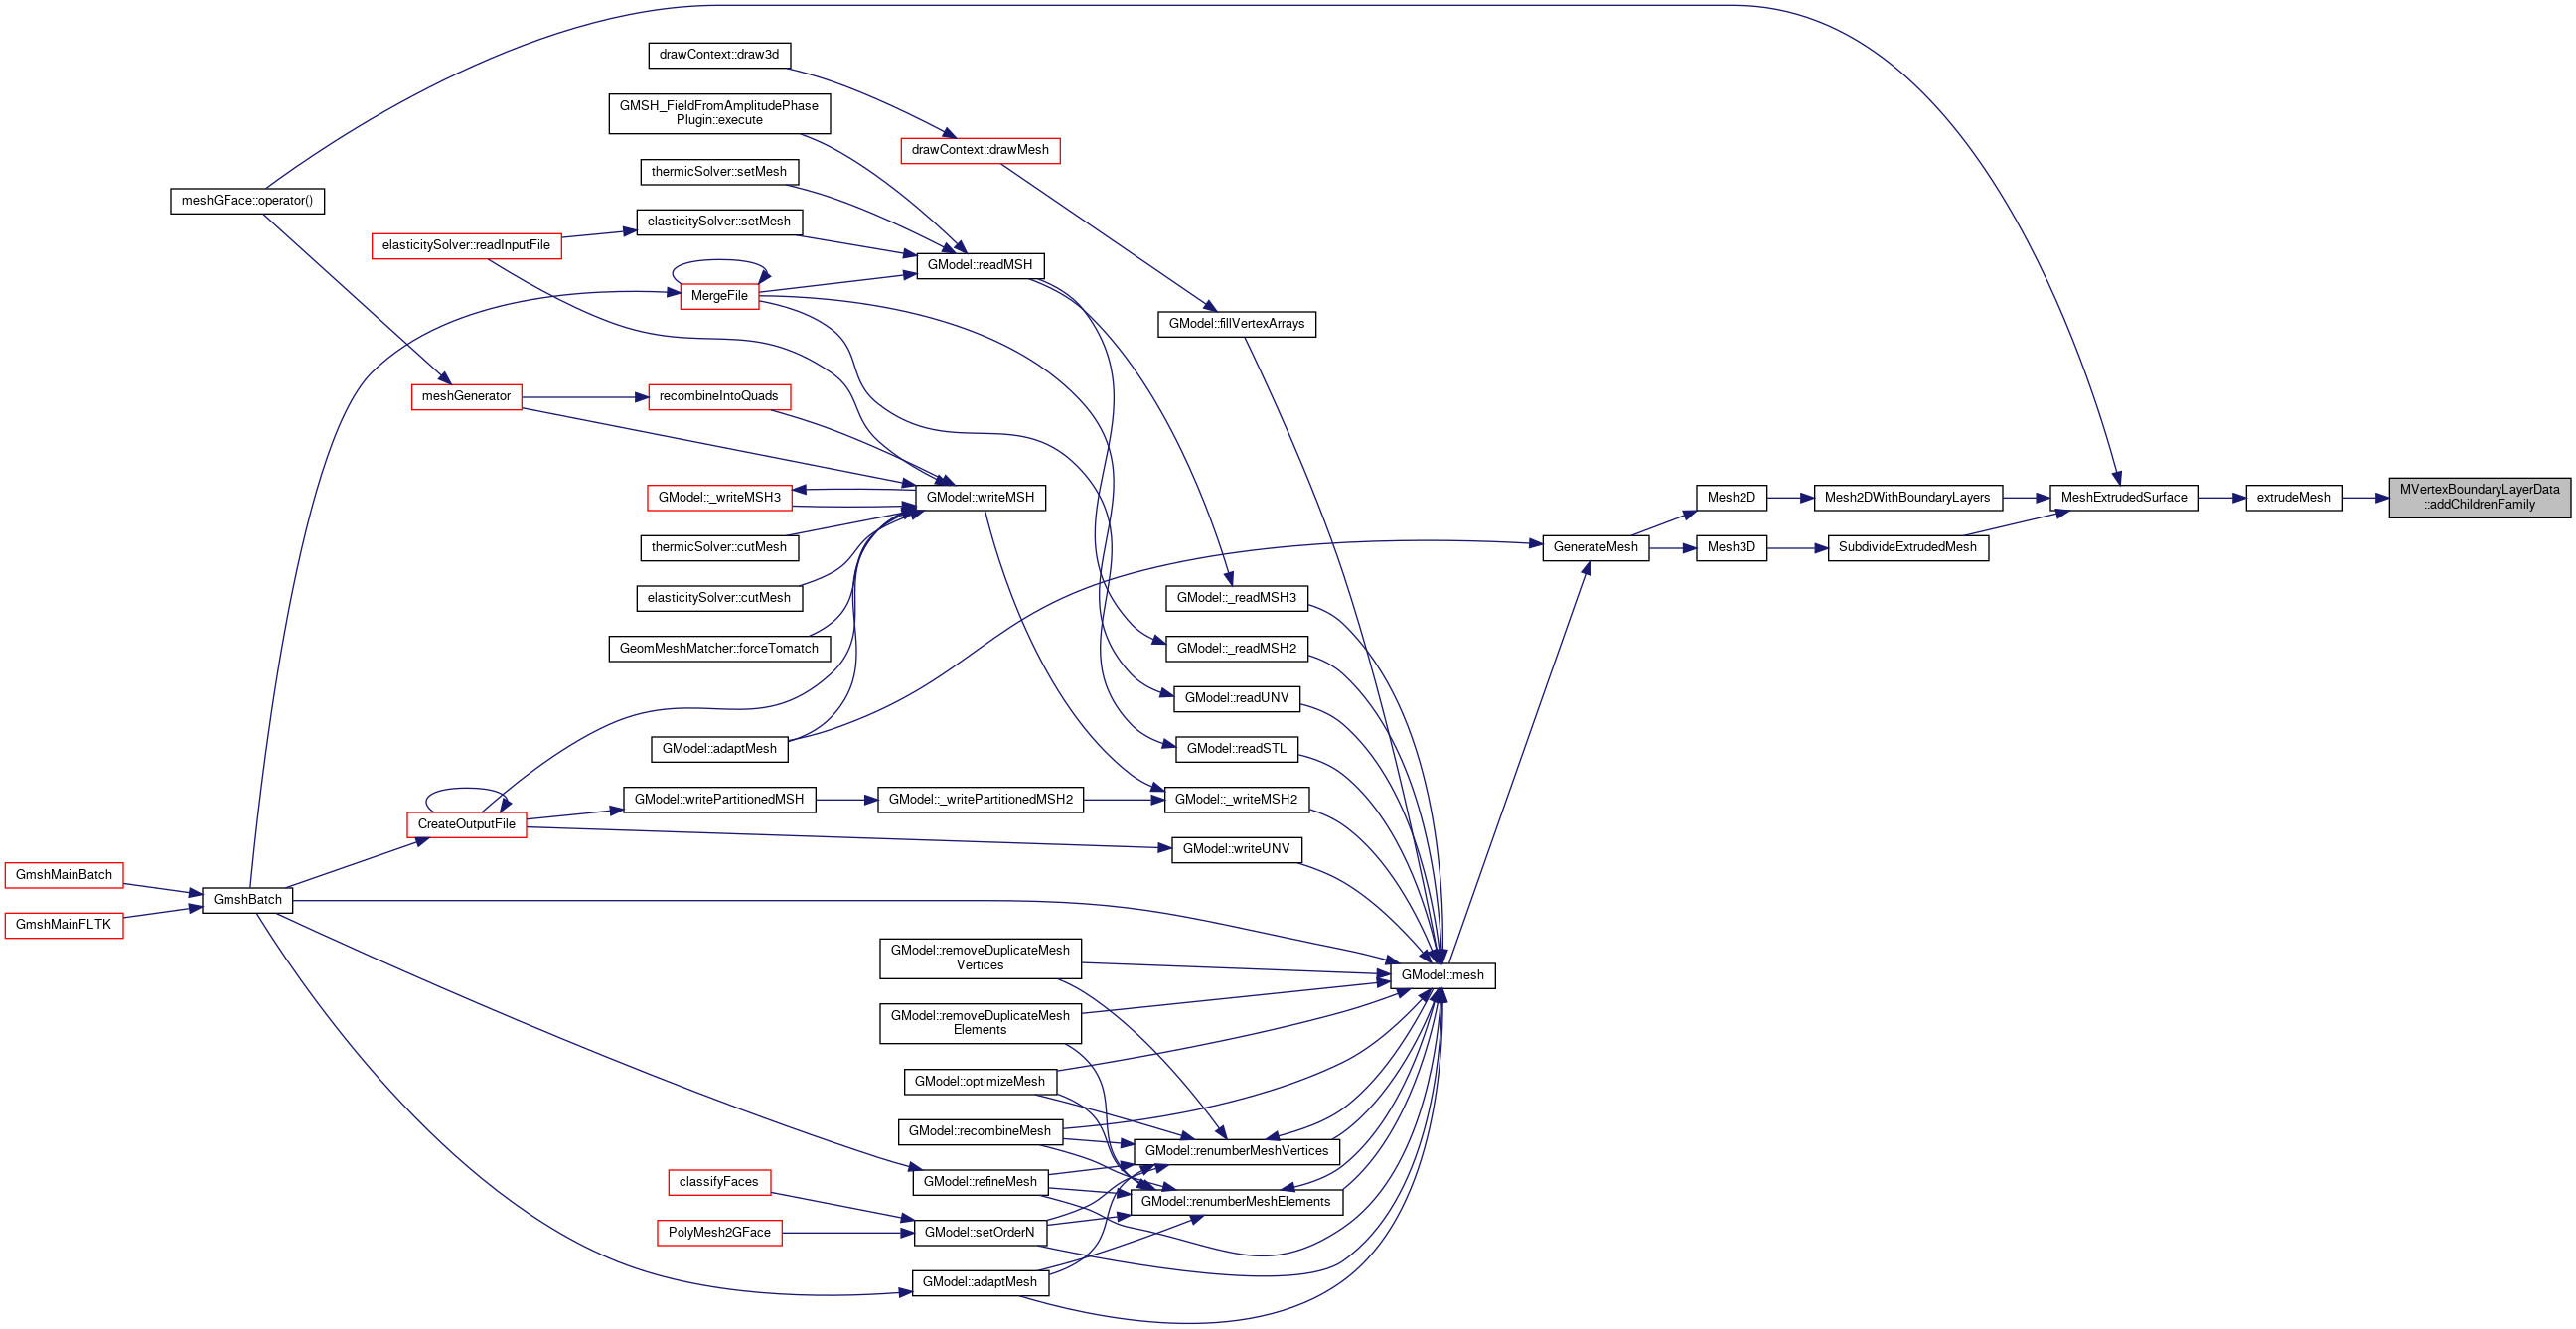 drawContext::draw3d
GMSH_FieldFromAmplitudePhase
Plugin::execute
drawContext::drawMesh
thermicSolver::setMesh
meshGFace::operator()
elasticitySolver::setMesh
elasticitySolver::readInputFile
GModel::readMSH
MergeFile
GModel::fillVertexArrays
meshGenerator
recombineIntoQuads
GModel::_writeMSH3
GModel::writeMSH
Mesh2D
Mesh2DWithBoundaryLayers
MeshExtrudedSurface
extrudeMesh
MVertexBoundaryLayerData
::addChildrenFamily
thermicSolver::cutMesh
GenerateMesh
Mesh3D
SubdivideExtrudedMesh
elasticitySolver::cutMesh
GModel::_readMSH3
GeomMeshMatcher::forceTomatch
GModel::_readMSH2
GModel::readUNV
GModel::adaptMesh
GModel::readSTL
GModel::writePartitionedMSH
GModel::_writePartitionedMSH2
GModel::_writeMSH2
CreateOutputFile
GModel::writeUNV
GmshMainBatch
GmshBatch
GmshMainFLTK
GModel::removeDuplicateMesh
Vertices
GModel::mesh
GModel::removeDuplicateMesh
Elements
GModel::optimizeMesh
GModel::recombineMesh
GModel::renumberMeshVertices
classifyFaces
GModel::refineMesh
GModel::renumberMeshElements
PolyMesh2GFace
GModel::setOrderN
GModel::adaptMesh